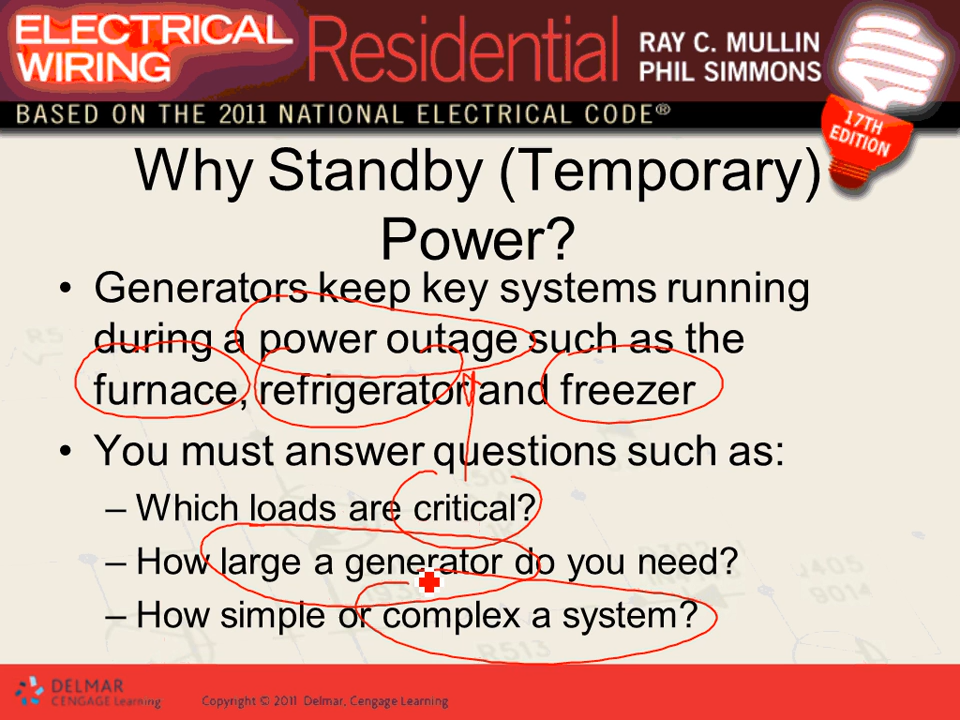 ELECTRICAL
WIRING
Residential
RAY C. MULLIN
PHIL SIMMONS
BASED ON THE 2011 NATIONAL ELECTRICAL CODE®
17TH
EDITION
Why Standby (Temporary)
Power?
• Generators keep key systems running
during a power outage such as the
furnace, refrigerator and freezer
• You must answer questions such as:
– Which loads are critical?
– How large a generator do you need?
– How simple or complex a system?
J405
9014
R513
DELMAR
CENGAGE Learning
Copyright © 2011 Delmar, Cengage Learning